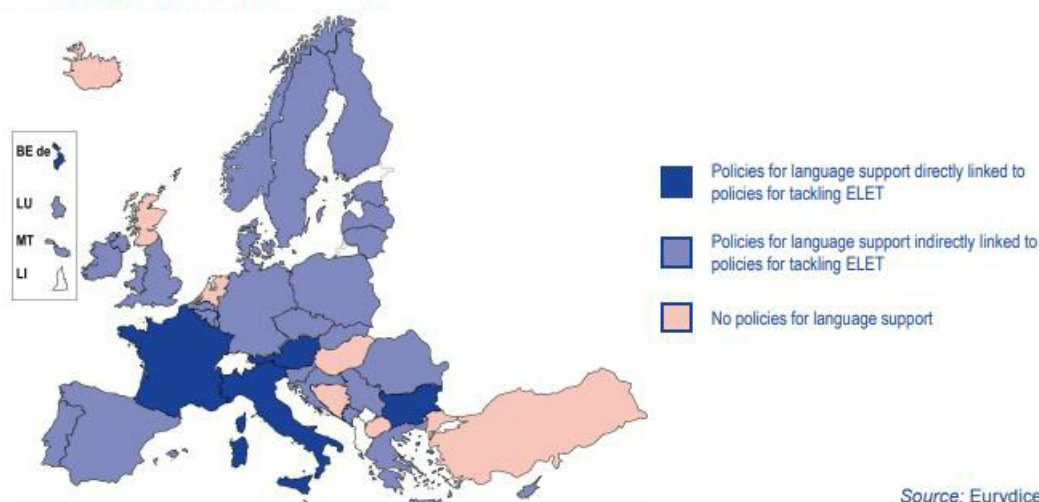 BE de
LU
MT
LI
Policies for language support directly linked to
policies for tackling ELET
Policies for language support indirectly linked to
policies for tackling ELET
No policies for language support
Source: Eurydice